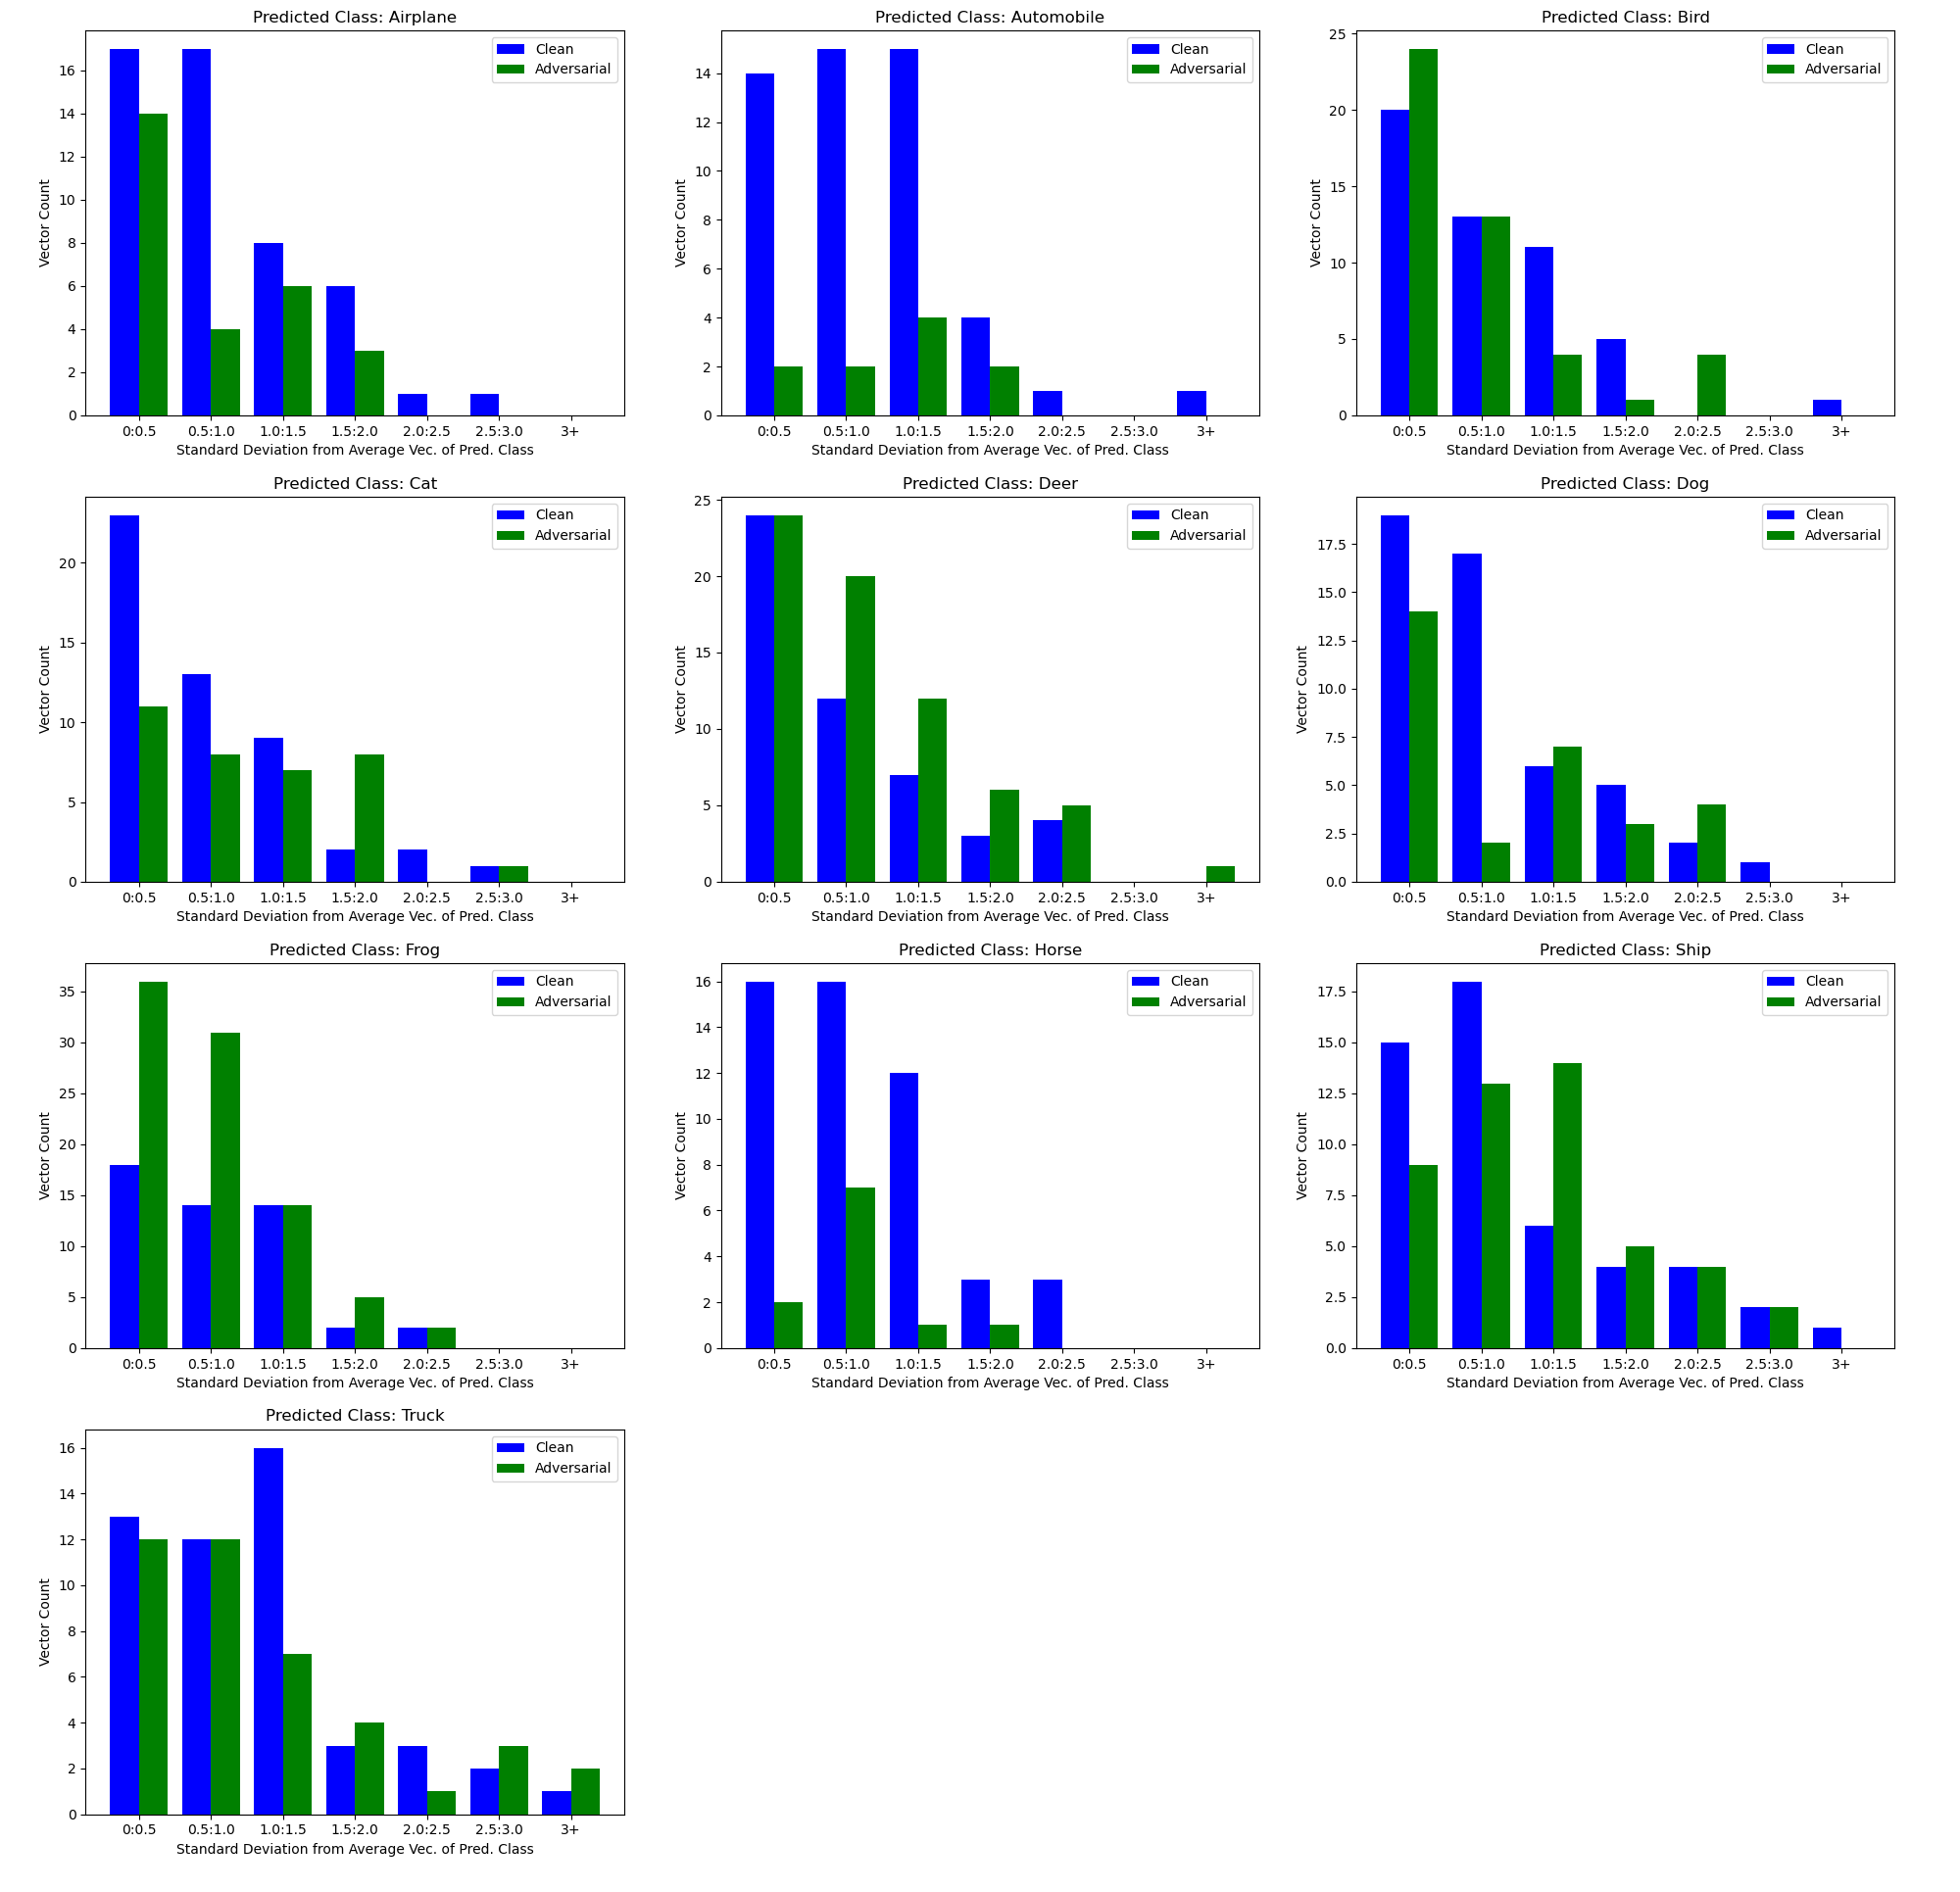 Predicted Class: Airplane
Clean
Adversarial
Vector Count
16
14
12
10
8
6
4
2
0
0:0.5 0.5:1.0 1.0:1.5 1.5:2.0 2.0:2.5 2.5:3.0 3+
Standard Deviation from Average Vec. of Pred. Class
Predicted Class: Automobile
Clean
Adversarial
Vector Count
14
12
10
8
6
4
2
0
0:0.5 0.5:1.0 1.0:1.5 1.5:2.0 2.0:2.5 2.5:3.0 3+
Standard Deviation from Average Vec. of Pred. Class
Predicted Class: Bird
Clean
Adversarial
Vector Count
25
20
15
10
5
0
0:0.5 0.5:1.0 1.0:1.5 1.5:2.0 2.0:2.5 2.5:3.0 3+
Standard Deviation from Average Vec. of Pred. Class
Predicted Class: Cat
Clean
Adversarial
Vector Count
20
15
10
5
0
0:0.5 0.5:1.0 1.0:1.5 1.5:2.0 2.0:2.5 2.5:3.0 3+
Standard Deviation from Average Vec. of Pred. Class
Predicted Class: Deer
Clean
Adversarial
Vector Count
25
20
15
10
5
0
0:0.5 0.5:1.0 1.0:1.5 1.5:2.0 2.0:2.5 2.5:3.0 3+
Standard Deviation from Average Vec. of Pred. Class
Predicted Class: Dog
Clean
Adversarial
Vector Count
17.5
15.0
12.5
10.0
7.5
5.0
2.5
0.0
0:0.5 0.5:1.0 1.0:1.5 1.5:2.0 2.0:2.5 2.5:3.0 3+
Standard Deviation from Average Vec. of Pred. Class
Predicted Class: Frog
Clean
Adversarial
Vector Count
35
30
25
20
15
10
5
0
0:0.5 0.5:1.0 1.0:1.5 1.5:2.0 2.0:2.5 2.5:3.0 3+
Standard Deviation from Average Vec. of Pred. Class
Predicted Class: Horse
Clean
Adversarial
Vector Count
16
14
12
10
8
6
4
2
0
0:0.5 0.5:1.0 1.0:1.5 1.5:2.0 2.0:2.5 2.5:3.0 3+
Standard Deviation from Average Vec. of Pred. Class
Predicted Class: Ship
Clean
Adversarial
Vector Count
17.5
15.0
12.5
10.0
7.5
5.0
2.5
0.0
0:0.5 0.5:1.0 1.0:1.5 1.5:2.0 2.0:2.5 2.5:3.0 3+
Standard Deviation from Average Vec. of Pred. Class
Predicted Class: Truck
Clean
Adversarial
Vector Count
16
14
12
10
8
6
4
2
0
0:0.5 0.5:1.0 1.0:1.5 1.5:2.0 2.0:2.5 2.5:3.0 3+
Standard Deviation from Average Vec. of Pred. Class